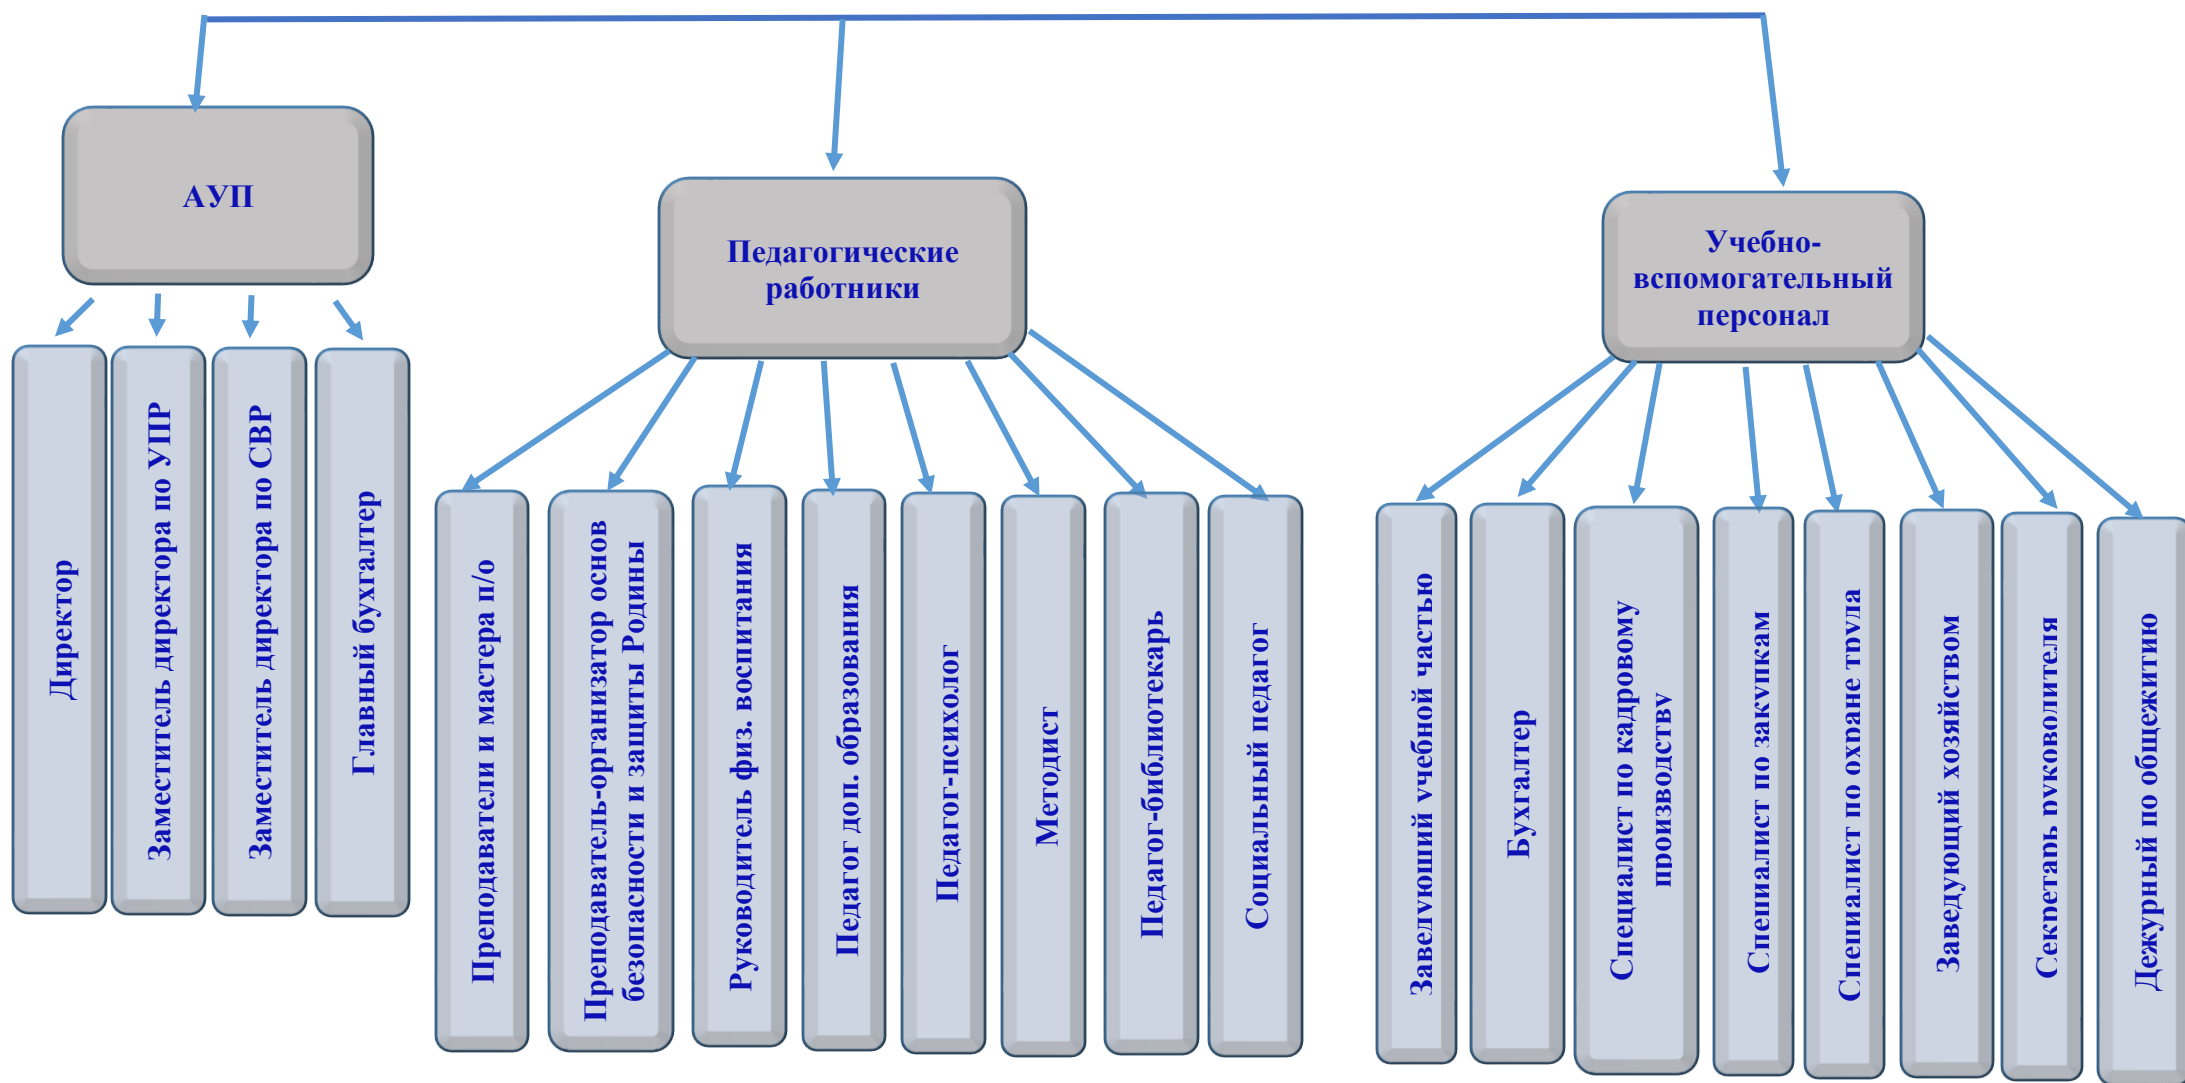 АУП
Педагогические
работники
Учебно-
вспомогательный
персонал
Директор
Заместитель директора по УПР
Заместитель директора по СВР
Главный бухгалтер
Преподаватели и мастера п/о
Преподаватель-организатор основ
безопасности и защиты Родины
Руководитель физ. воспитания
Педагог доп. образования
Педагог-психолог
Методист
Педагог-библиотекарь
Социальный педагог
Заведующий учебной частью
Бухгалтер
Специалист по кадровому
производству
Специалист по закупкам
Специалист по охране труда
Заведующий хозяйством
Секретарь руководителя
Дежурный по общежитию